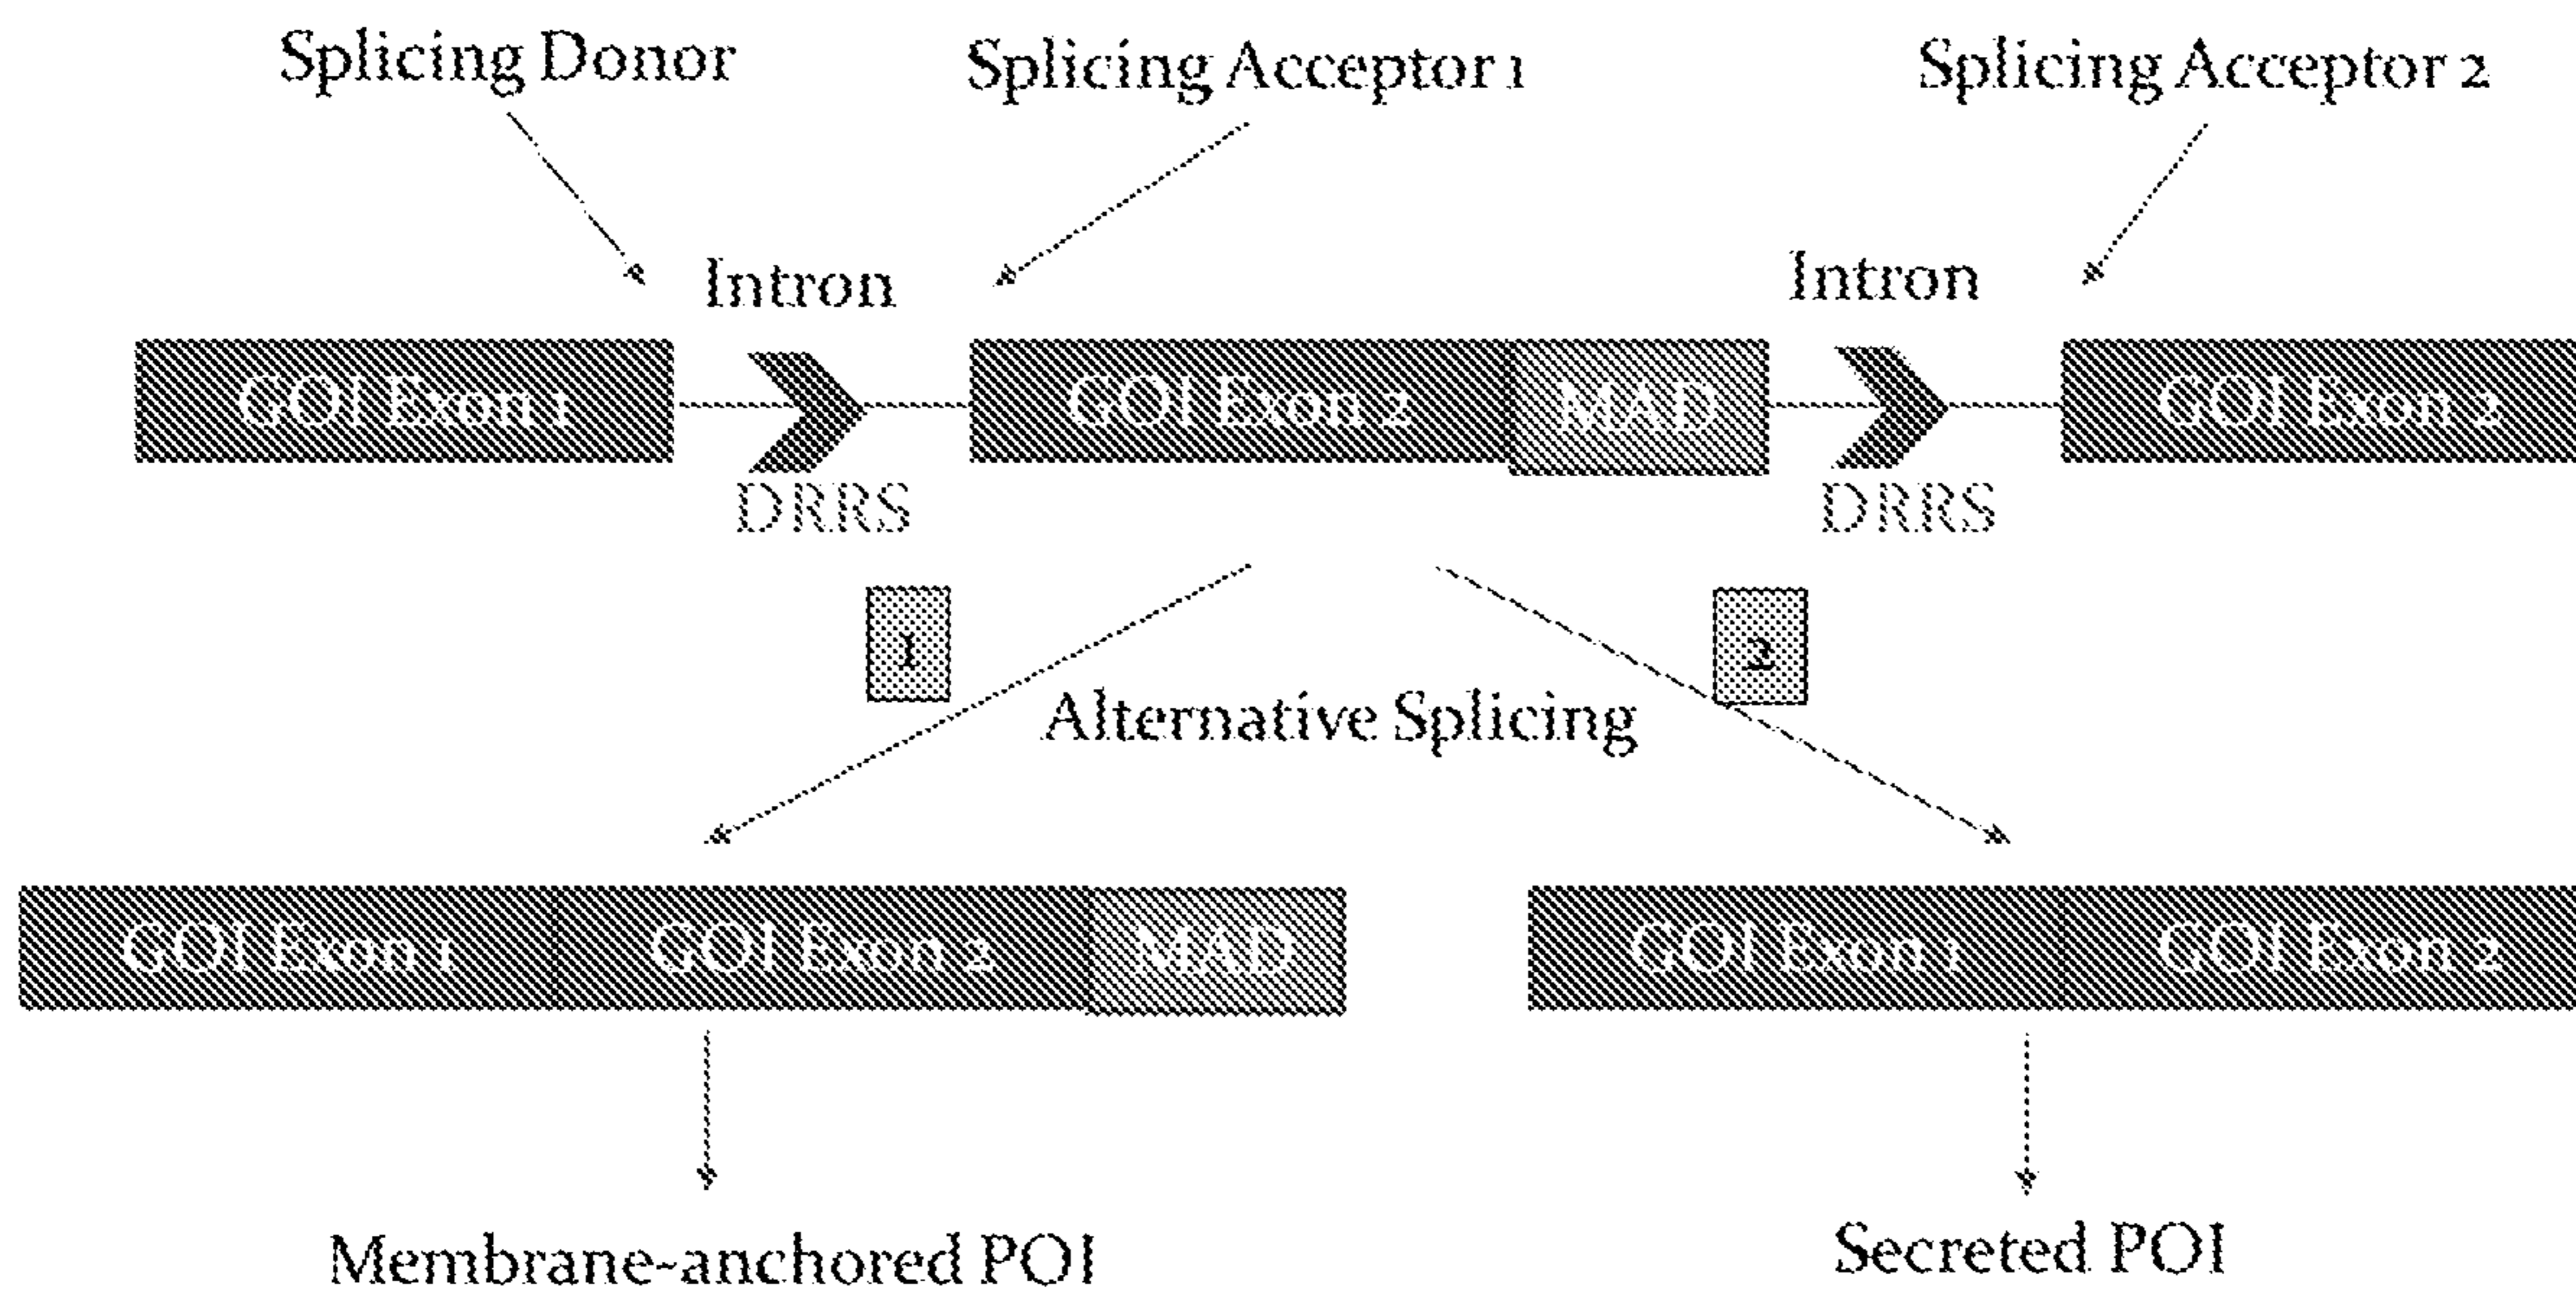 Splicing Donor
Splicing Acceptor 1
Splicing Acceptor 2
Intron
Intron
GOI Exon 1
GOI Exon 2
MAD
GOI Exon 2
DRRS
DRRS
1
2
Alternative Splicing
GOI Exon 1
GOI Exon 2
MAD
GOI Exon 1
GOI Exon 2
Membrane-anchored POI
Secreted POI